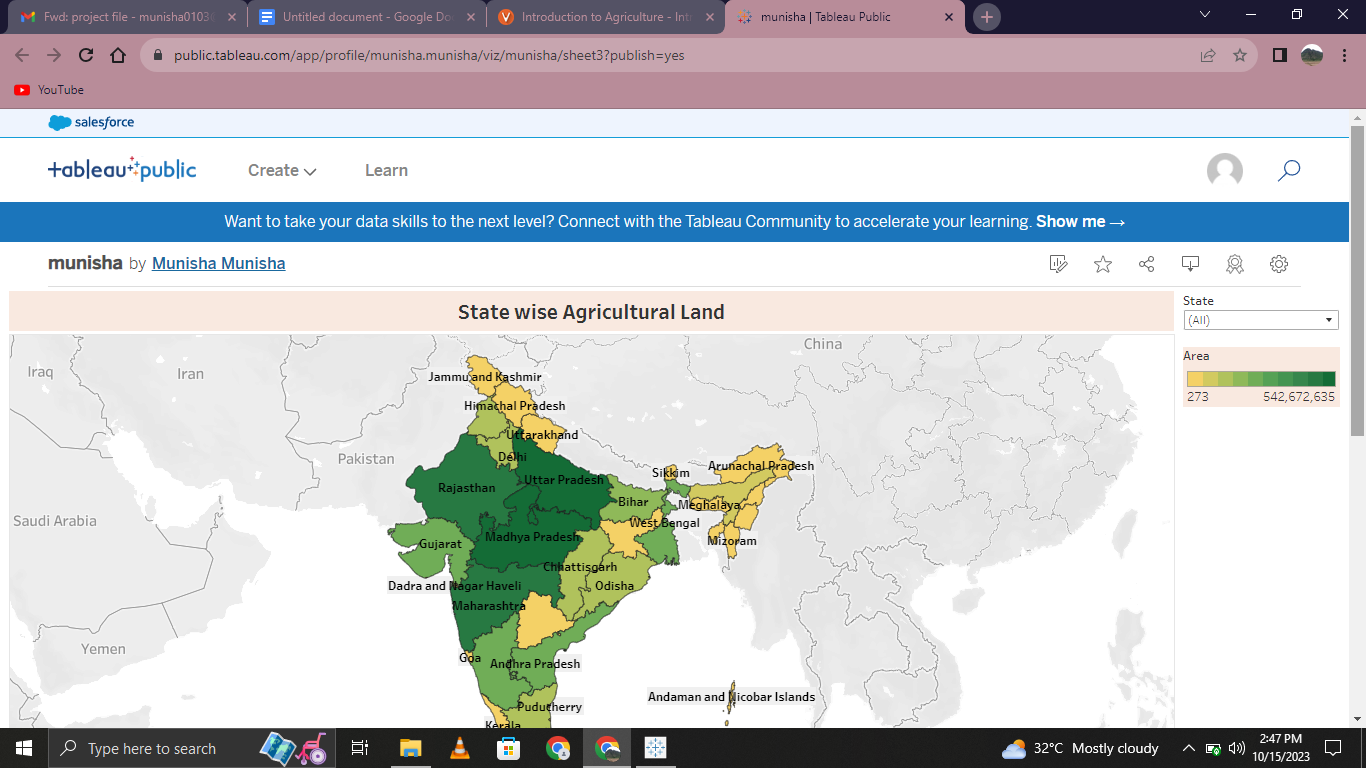 Fwd: project file - munisha0103
Untitled document - Google Do
Introduction to Agriculture - Intr
munisha | Tableau Public
public.tableau.com/app/profile/munisha.munisha/viz/munisha/sheet3?publish=yes
YouTube
salesforce
+ableau+public
Create
Learn
Want to take your data skills to the next level? Connect with the Tableau Community to accelerate your learning. Show me →
munisha by Munisha Munisha
State wise Agricultural Land
State
(All)
Area
273 542,672,635
China
Iraq
Iran
Jammu and Kashmir
Himachal Pradesh
Uttarakhand
Pakistan
Delhi
Sikkim
Arunachal Pradesh
Rajasthan
Uttar Pradesh
Bihar
Meghalaya
Saudi Arabia
West Bengal
Gujarat
Madhya Pradesh
Mizoram
Chhattisgarh
Dadra and Nagar Haveli
Odisha
Maharashtra
Yemen
Goa
Andhra Pradesh
Andaman and Nicobar Islands
Puducherry
Kerala
Type here to search
32°C Mostly cloudy
2:47 PM
10/15/2023